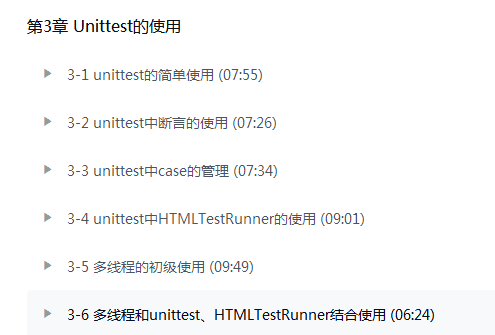 第3章 Unittest的使用
3-1 unittest的简单使用 (07:55)
3-2 unittest中断言的使用 (07:26)
3-3 unittest中case的管理 (07:34)
3-4 unittest中HTMLTestRunner的使用 (09:01)
3-5 多线程的初级使用 (09:49)
3-6 多线程和unittest、HTMLTestRunner结合使用 (06:24)